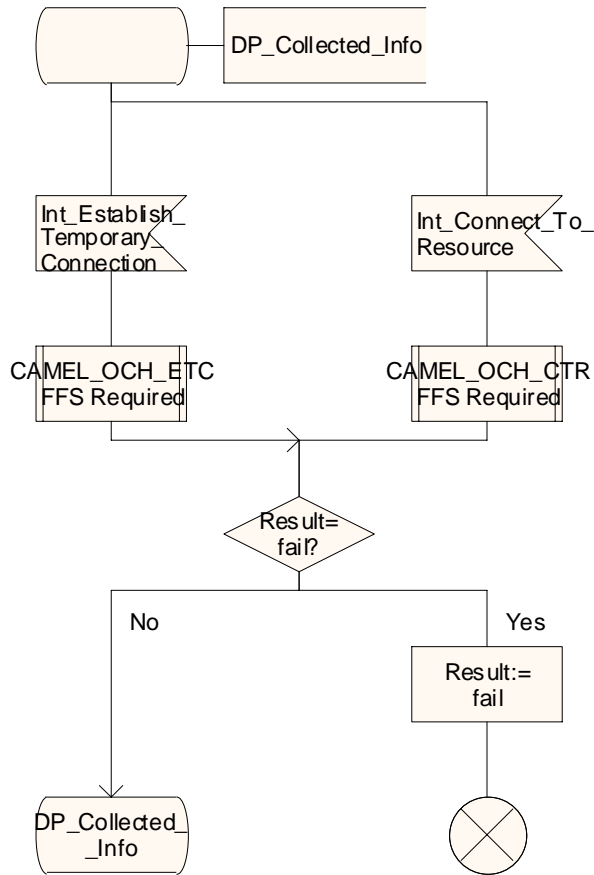 DP_Collected_Info
Int_Establish_
Temporary_
Connection
Int_Connect_To_
Resource
CAMEL_OCH_ETC
FFS Required
CAMEL_OCH_CTR
FFS Required
Result=
fail?
No
Yes
Result:=
fail
DP_Collected_
_Info